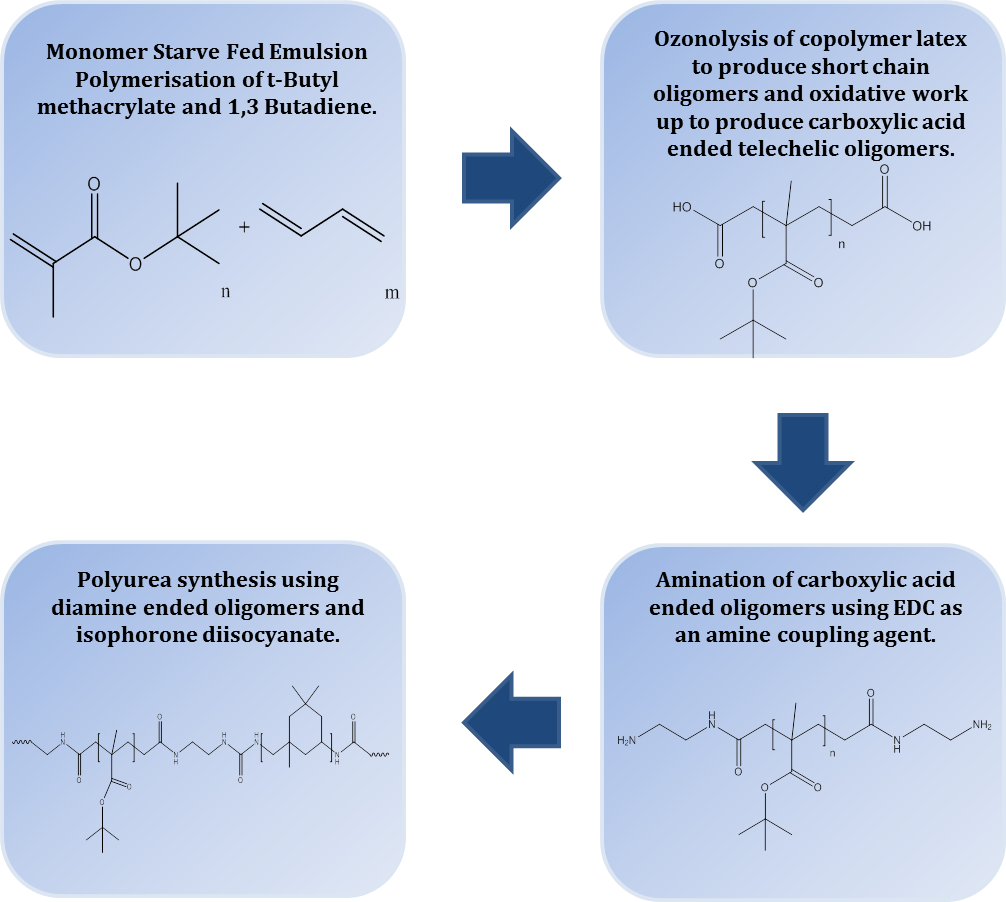 Monomer Starve Fed Emulsion
Polymerisation of t-Butyl
methacrylate and 1,3 Butadiene.
O
O
+
n
m
Ozonolysis of copolymer latex
to produce short chain
oligomers and oxidative work
up to produce carboxylic acid
ended telechelic oligomers.
O
HO
OH
n
O
O
O
Amination of carboxylic acid
ended oligomers using EDC as
an amine coupling agent.
O
H
N
H₂N
NH₂
N
H
n
O
O
O
Polyurea synthesis using
diamine ended oligomers and
isophorone diisocyanate.
O
H
N
O
N
H
H
N
O
H
N
NH
O
O
O